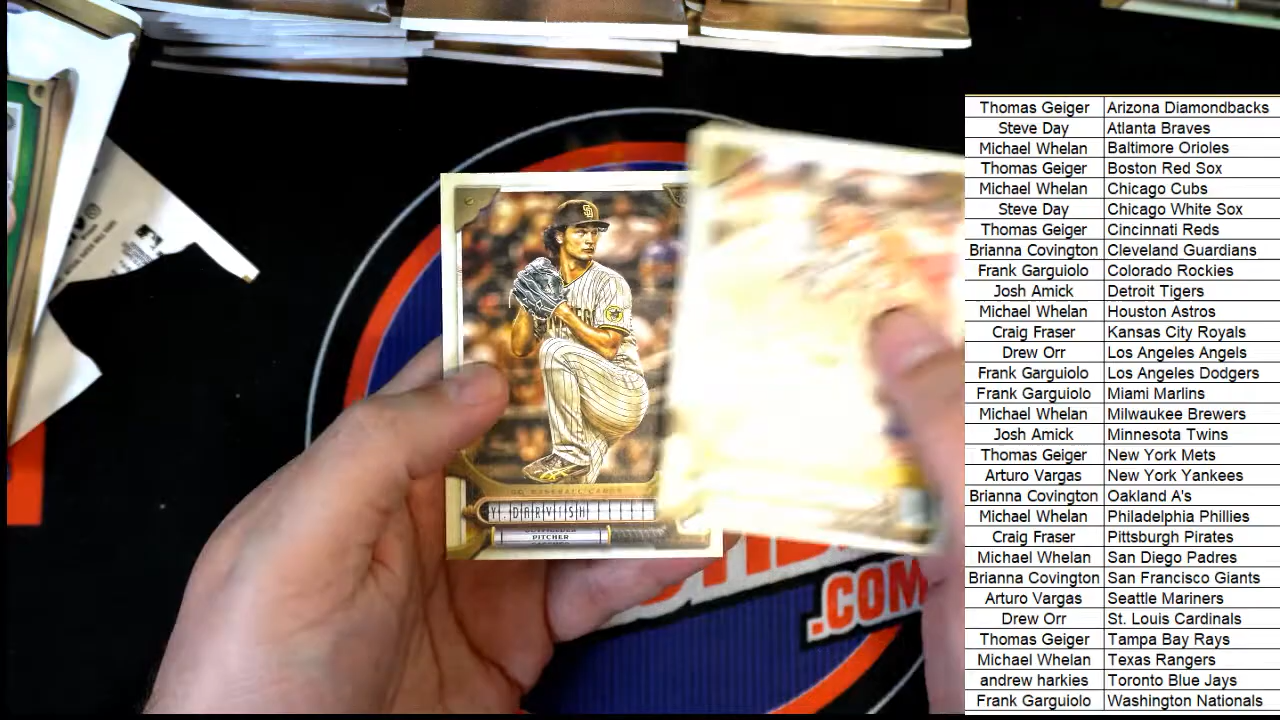 Thomas Geiger Arizona Diamondbacks
Steve Day Atlanta Braves
Michael Whelan Baltimore Orioles
Thomas Geiger Boston Red Sox
Michael Whelan Chicago Cubs
Steve Day Chicago White Sox
Thomas Geiger Cincinnati Reds
Brianna Covington Cleveland Guardians
Frank Garguiolo Colorado Rockies
Josh Amick Detroit Tigers
Michael Whelan Houston Astros
Craig Fraser Kansas City Royals
Drew Orr Los Angeles Angels
Frank Garguiolo Los Angeles Dodgers
Frank Garguiolo Miami Marlins
Michael Whelan Milwaukee Brewers
Josh Amick Minnesota Twins
Thomas Geiger New York Mets
Arturo Vargas New York Yankees
Brianna Covington Oakland A's
Michael Whelan Philadelphia Phillies
Craig Fraser Pittsburgh Pirates
Michael Whelan San Diego Padres
Brianna Covington San Francisco Giants
Arturo Vargas Seattle Mariners
Drew Orr St. Louis Cardinals
Thomas Geiger Tampa Bay Rays
Michael Whelan Texas Rangers
andrew harkies Toronto Blue Jays
Frank Garguiolo Washington Nationals
Y. DARVISH
PITCHER
.COM